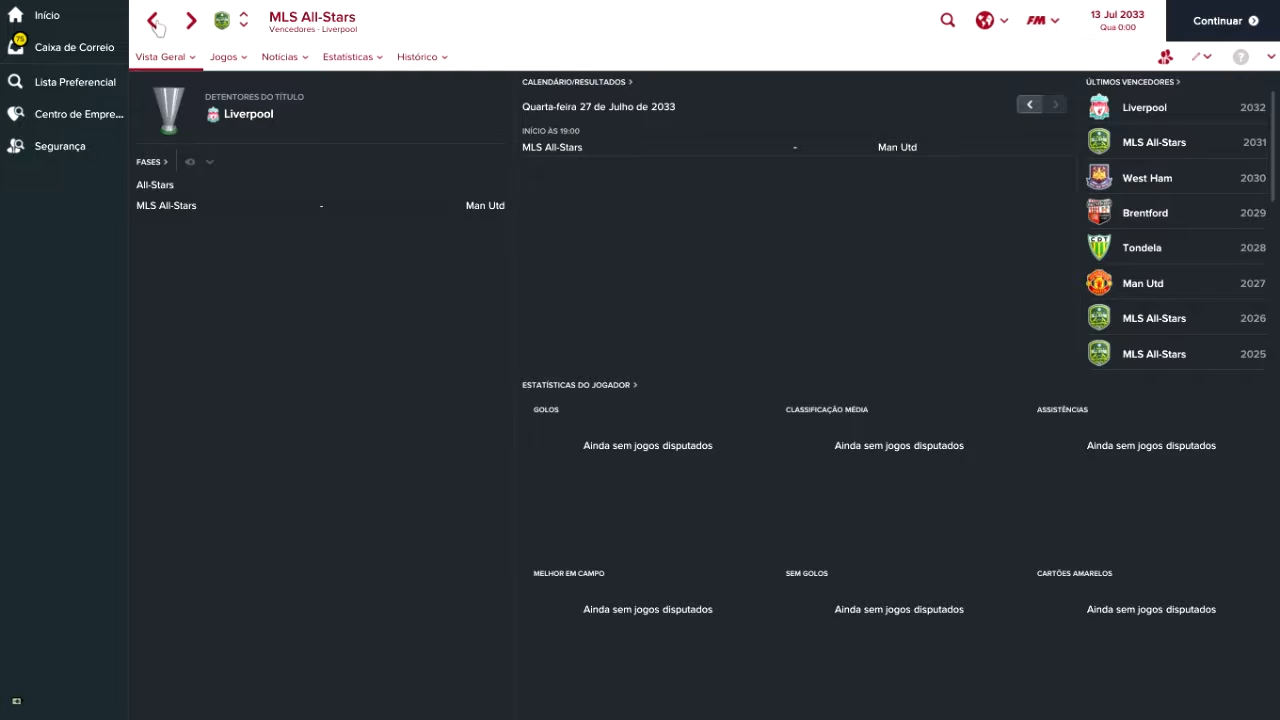 Início
75
Caixa de Correio
Lista Preferencial
Centro de Empre...
Segurança
MLS All-Stars
Vencedores - Liverpool
FM
13 Jul 2033
Qua 0:00
Continuar
Vista Geral
Jogos
Notícias
Estatísticas
Histórico
?
DETENTORES DO TÍTULO
Liverpool
FASES
All-Stars
MLS All-Stars - Man Utd
CALENDÁRIO/RESULTADOS
Quarta-feira 27 de Julho de 2033
INÍCIO ÀS 19:00
MLS All-Stars - Man Utd
ÚLTIMOS VENCEDORES
Liverpool 2032
MLS All-Stars 2031
West Ham 2030
Brentford 2029
Tondela 2028
Man Utd 2027
MLS All-Stars 2026
MLS All-Stars 2025
ESTATÍSTICAS DO JOGADOR
GOLOS
Ainda sem jogos disputados
CLASSIFICAÇÃO MÉDIA
Ainda sem jogos disputados
ASSISTÊNCIAS
Ainda sem jogos disputados
MELHOR EM CAMPO
Ainda sem jogos disputados
SEM GOLOS
Ainda sem jogos disputados
CARTÕES AMARELOS
Ainda sem jogos disputados